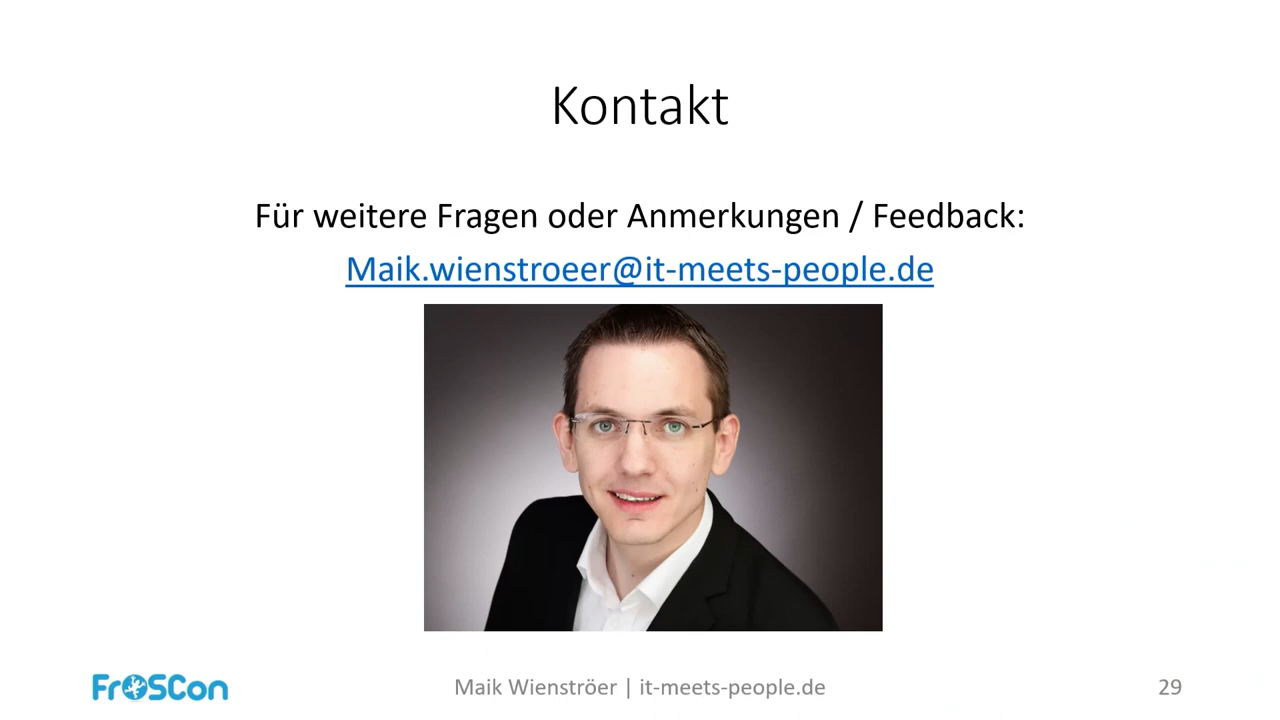 Kontakt
Für weitere Fragen oder Anmerkungen / Feedback:
Maik.wienstroeer@it-meets-people.de
FrOSCon
Maik Wienströer | it-meets-people.de
29